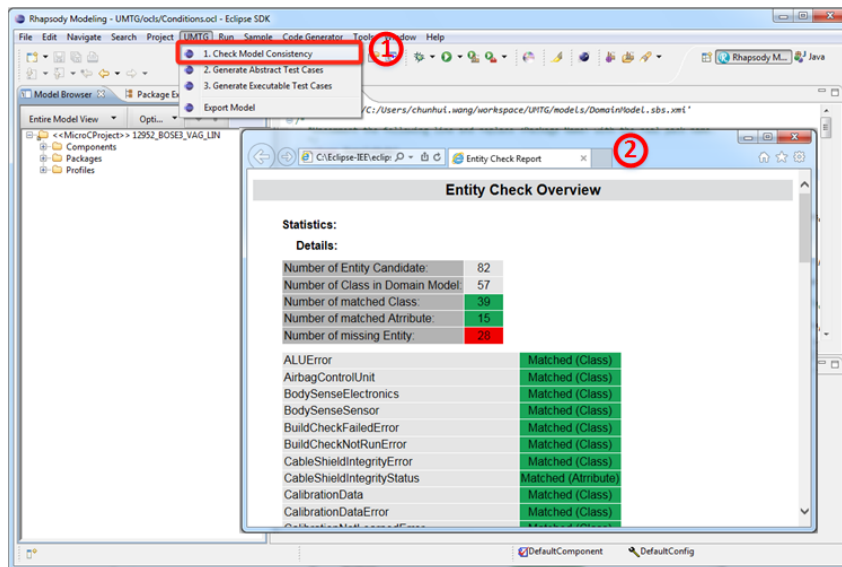 Rhapsody Modeling - UMTG/ocls/Conditions.ocl - Eclipse SDK
File Edit Navigate Search Project UMTG Run Sample Code Generator Tools Window Help
1. Check Model Consistency
1
2. Generate Abstract Test Cases
3. Generate Executable Test Cases
Export Model
Rhapsody M...
Java
Model Browser
Package Ex
Entire Model View
Opti...
/C:/Users/chunhui.wang/workspace/UMTG/models/DomainModel.sbs.xmi'
<<MicroCProject>> 12952_BOSE3_VAG_LIN
Components
Packages
Profiles
C:\Eclipse-IEE\eclip
Entity Check Report
2
Entity Check Overview
Statistics:
Details:
Number of Entity Candidate: 82
Number of Class in Domain Model: 57
Number of matched Class: 39
Number of matched Atrribute: 15
Number of missing Entity: 28
ALUError Matched (Class)
AirbagControlUnit Matched (Class)
BodySenseElectronics Matched (Class)
BodySenseSensor Matched (Class)
BuildCheckFailedError Matched (Class)
BuildCheckNotRunError Matched (Class)
CableShieldIntegrityError Matched (Class)
CableShieldIntegrityStatus Matched (Atrribute)
CalibrationData Matched (Class)
CalibrationDataError Matched (Class)
CalibrationNotLearnedError Matched (Class)
DefaultComponent
DefaultConfig